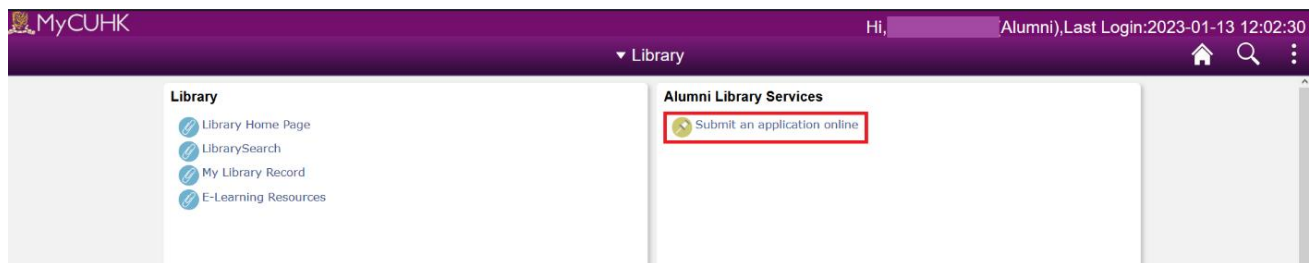 MyCUHK
Hi, Alumni),Last Login:2023-01-13 12:02:30
Library
Library
Library Home Page
LibrarySearch
My Library Record
E-Learning Resources
Alumni Library Services
Submit an application online